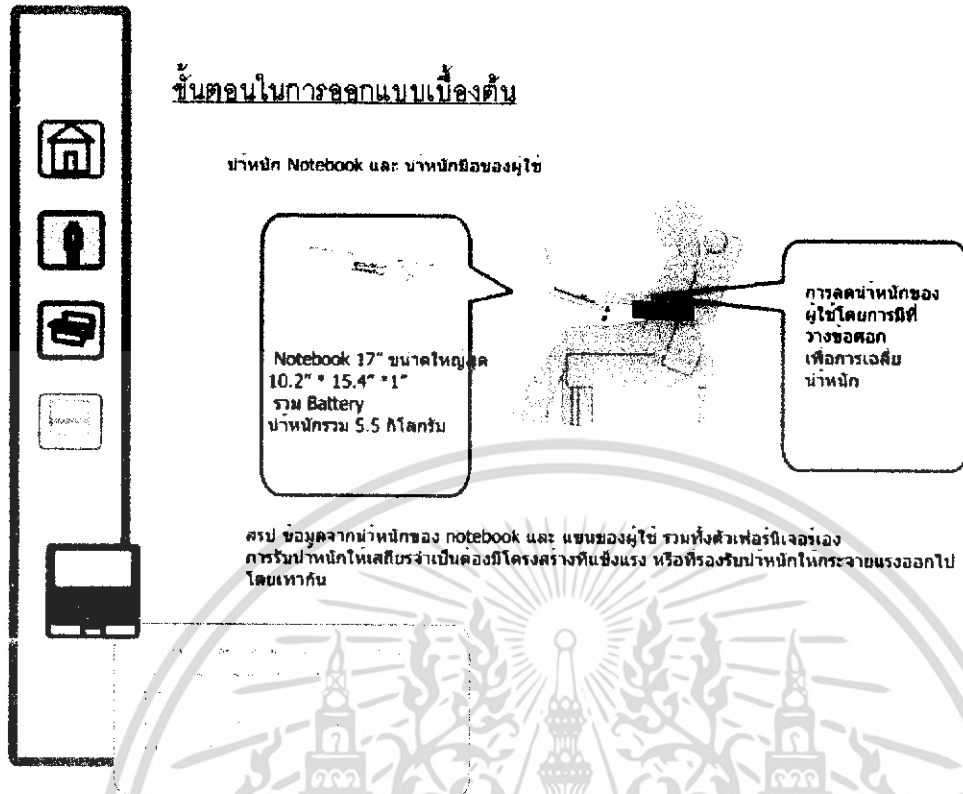 ขั้นตอนในการออกแบบเบื้องต้น
น้ำหนัก Notebook และ น้ำหนักมือของผู้ใช้
Notebook 17" ขนาดใหญ่สุด
10.2" * 15.4" *1"
รวม Battery
น้ำหนักรวม 5.5 กิโลกรัม
การลดน้ำหนักของ
ผู้ใช้โดยการมีที่
วางข้อศอก
เพื่อการเฉลี่ย
น้ำหนัก
สรุป ข้อมูลจากน้ำหนักของ notebook และ แขนของผู้ใช้ รวมทั้งตัวเฟอร์นิเจอร์เอง
การรับน้ำหนักให้เสถียรจำเป็นต้องมีโครงสร้างที่แข็งแรง หรือที่รองรับน้ำหนักให้กระจายแรงออกไป
โดยเทากัน